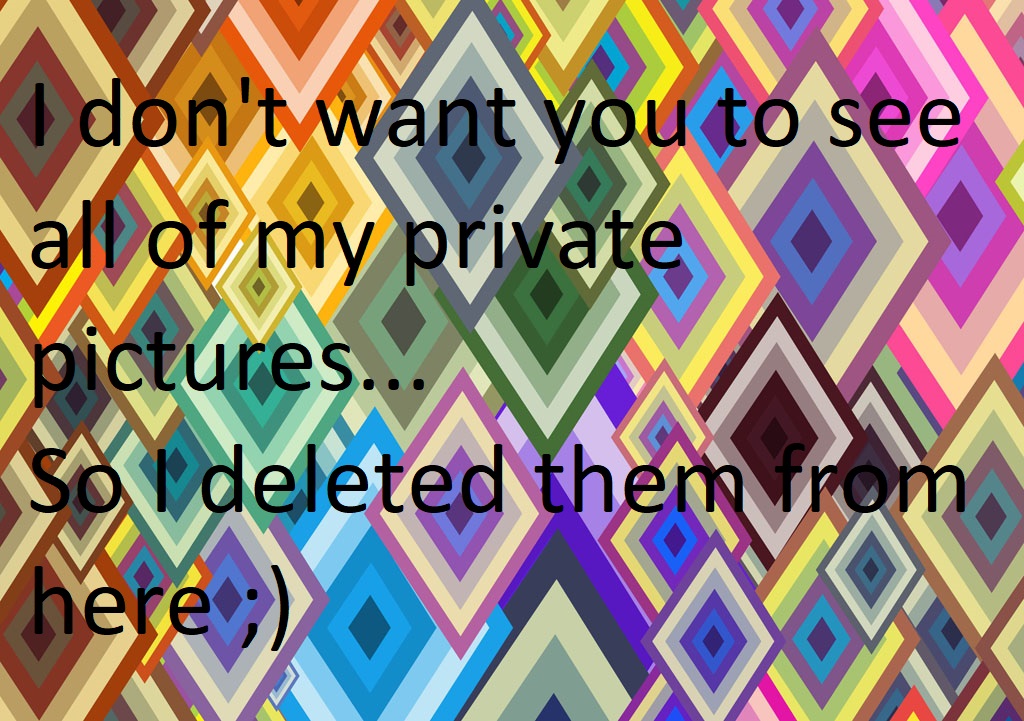 I don't want you to see
all of my private
pictures...
So I deleted them from
here ;)